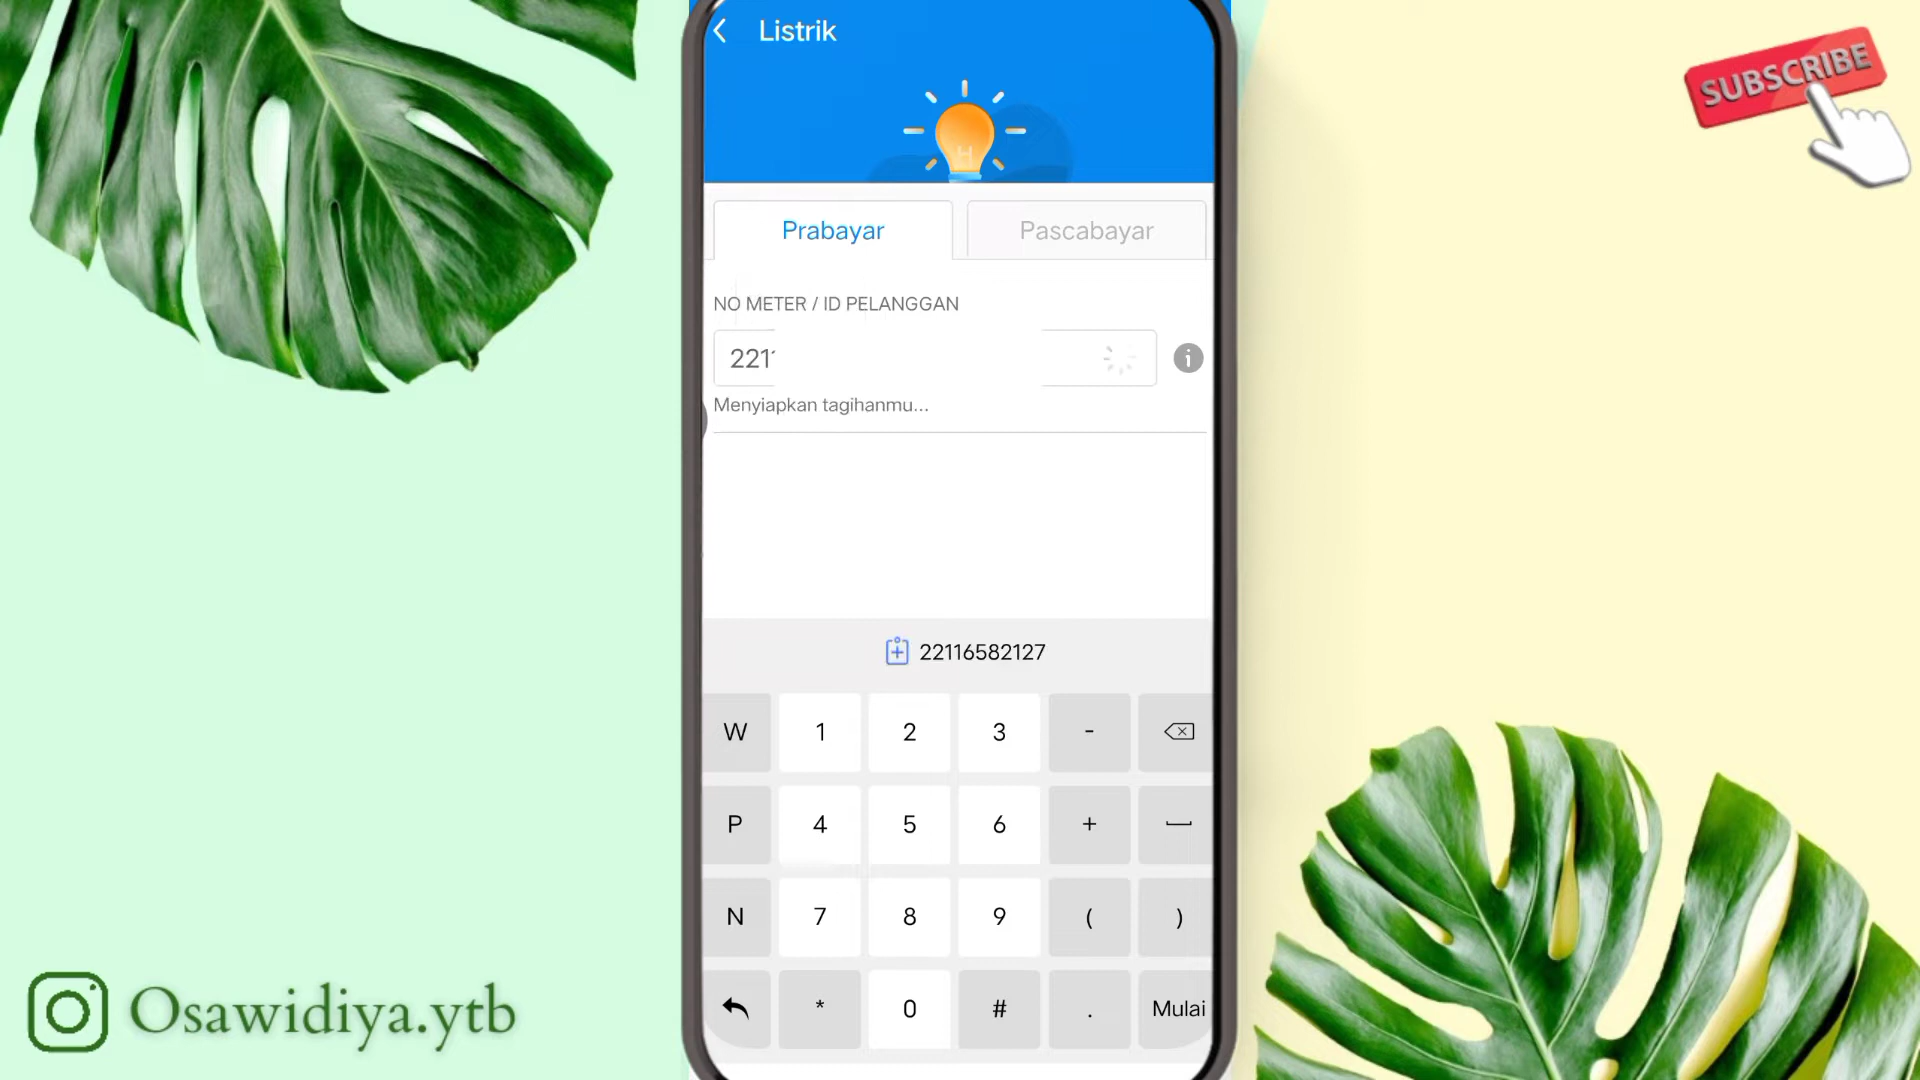 Listrik
SUBSCRIBE
Prabayar
Pascabayar
NO METER / ID PELANGGAN
221
Menyiapkan tagihanmu...
22116582127
W 1 2 3 -
P 4 5 6 +
N 7 8 9 ( )
* 0 # . Mulai
Osawidiya.ytb